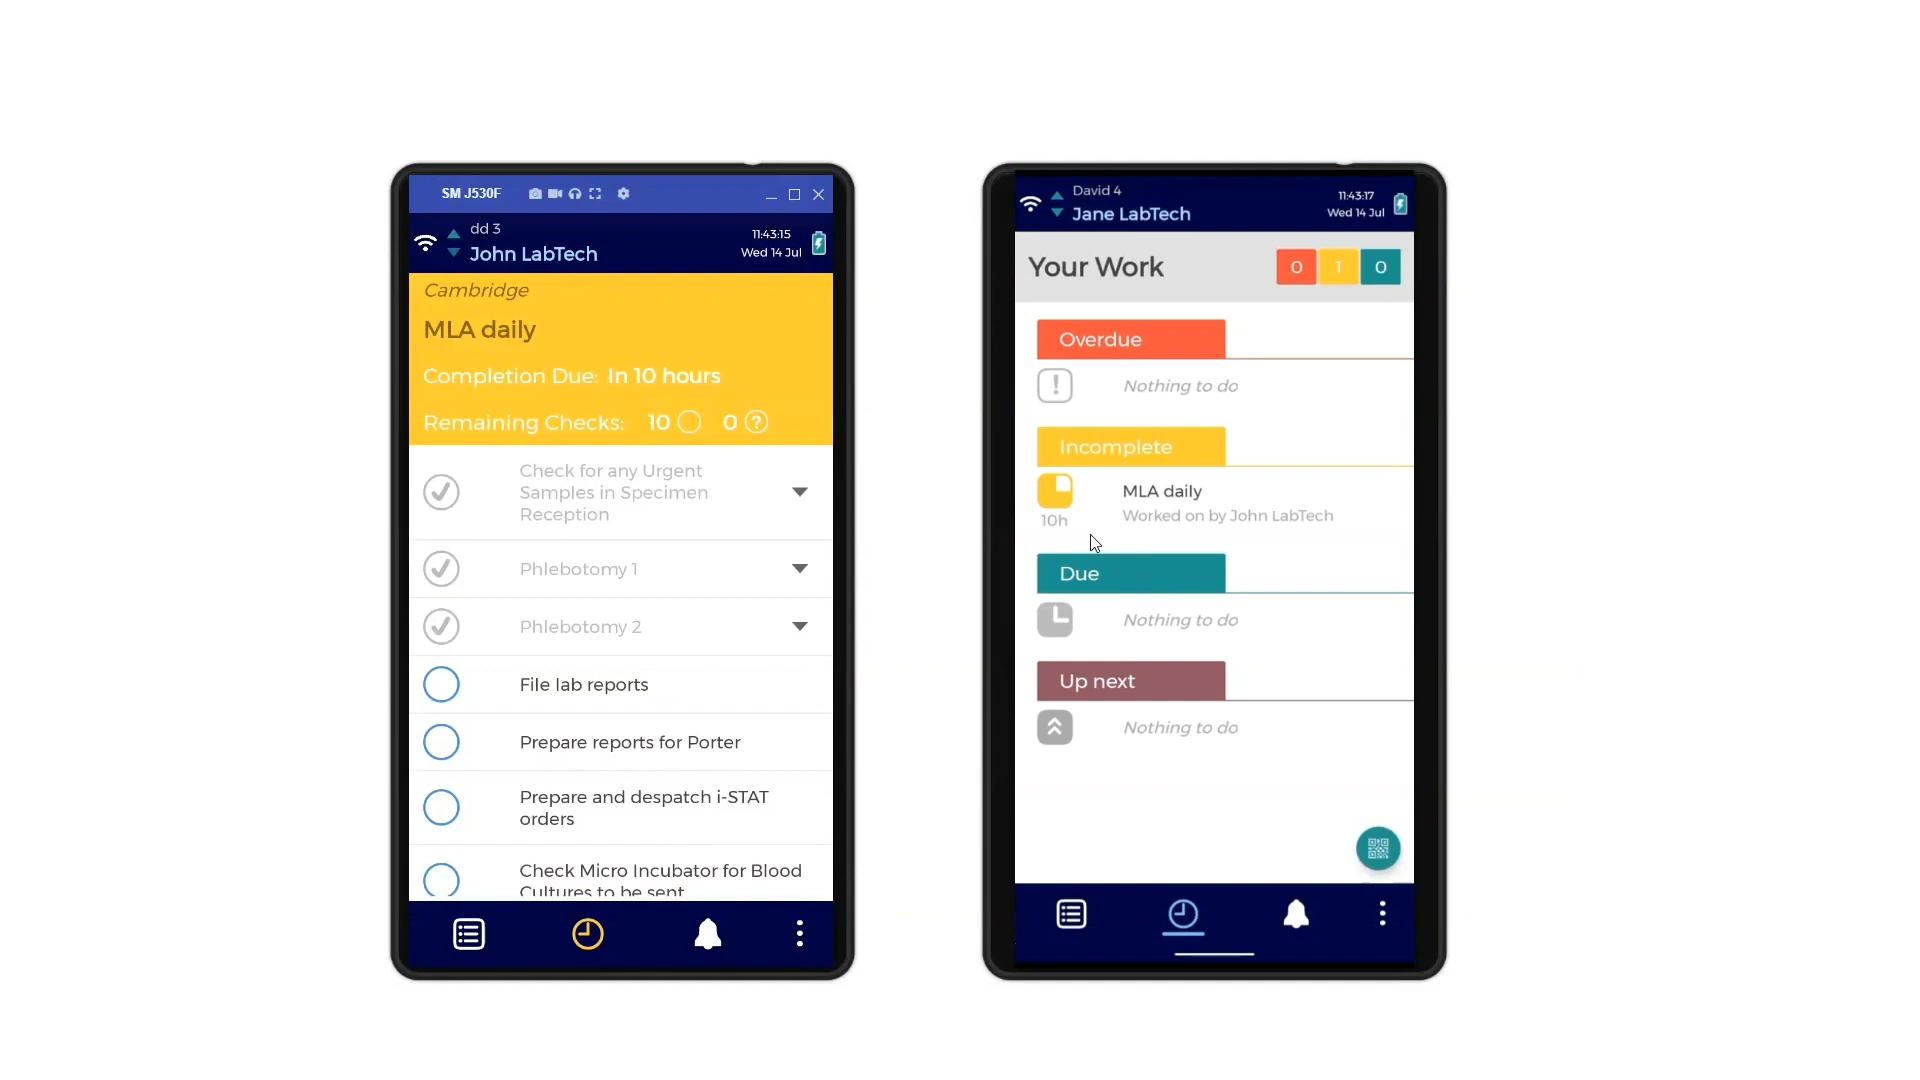 SM J530F
dd 3
John LabTech
11:43:15
Wed 14 Jul
Cambridge
MLA daily
Completion Due: In 10 hours
Remaining Checks: 10 0 ?
Check for any Urgent
Samples in Specimen
Reception
Phlebotomy 1
Phlebotomy 2
File lab reports
Prepare reports for Porter
Prepare and despatch i-STAT
orders
Check Micro Incubator for Blood
Cultures to be sent
David 4
Jane LabTech
11:43:17
Wed 14 Jul
Your Work
0 1 0
Overdue
! Nothing to do
Incomplete
MLA daily
10h Worked on by John LabTech
Due
Nothing to do
Up next
Nothing to do